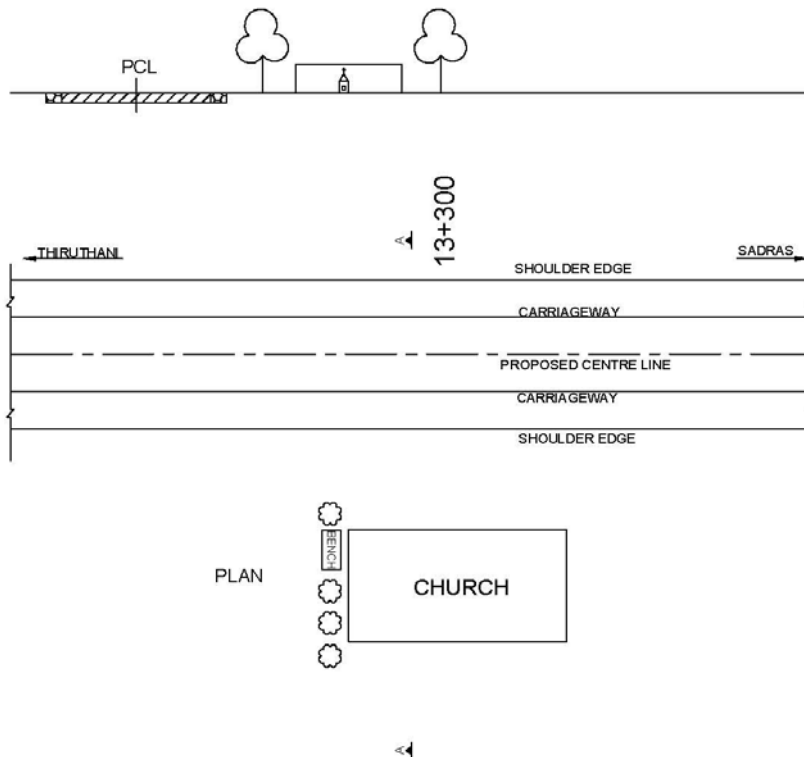 PCL
A
13+300
THIRUTHANI
SADRAS
SHOULDER EDGE
CARRIAGEWAY
PROPOSED CENTRE LINE
CARRIAGEWAY
SHOULDER EDGE
BENCH
PLAN
CHURCH
A